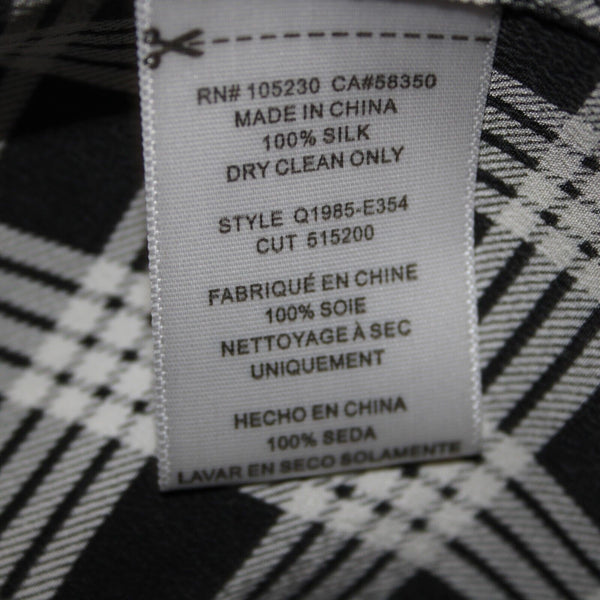 RN# 105230 CA#58350
MADE IN CHINA
100% SILK
DRY CLEAN ONLY
STYLE Q1985-E354
CUT 515200
FABRIQUÉ EN CHINE
100% SOIE
NETTOYAGE À SEC
UNIQUEMENT
HECHO EN CHINA
100% SEDA
LAVAR EN SECO SOLAMENTE